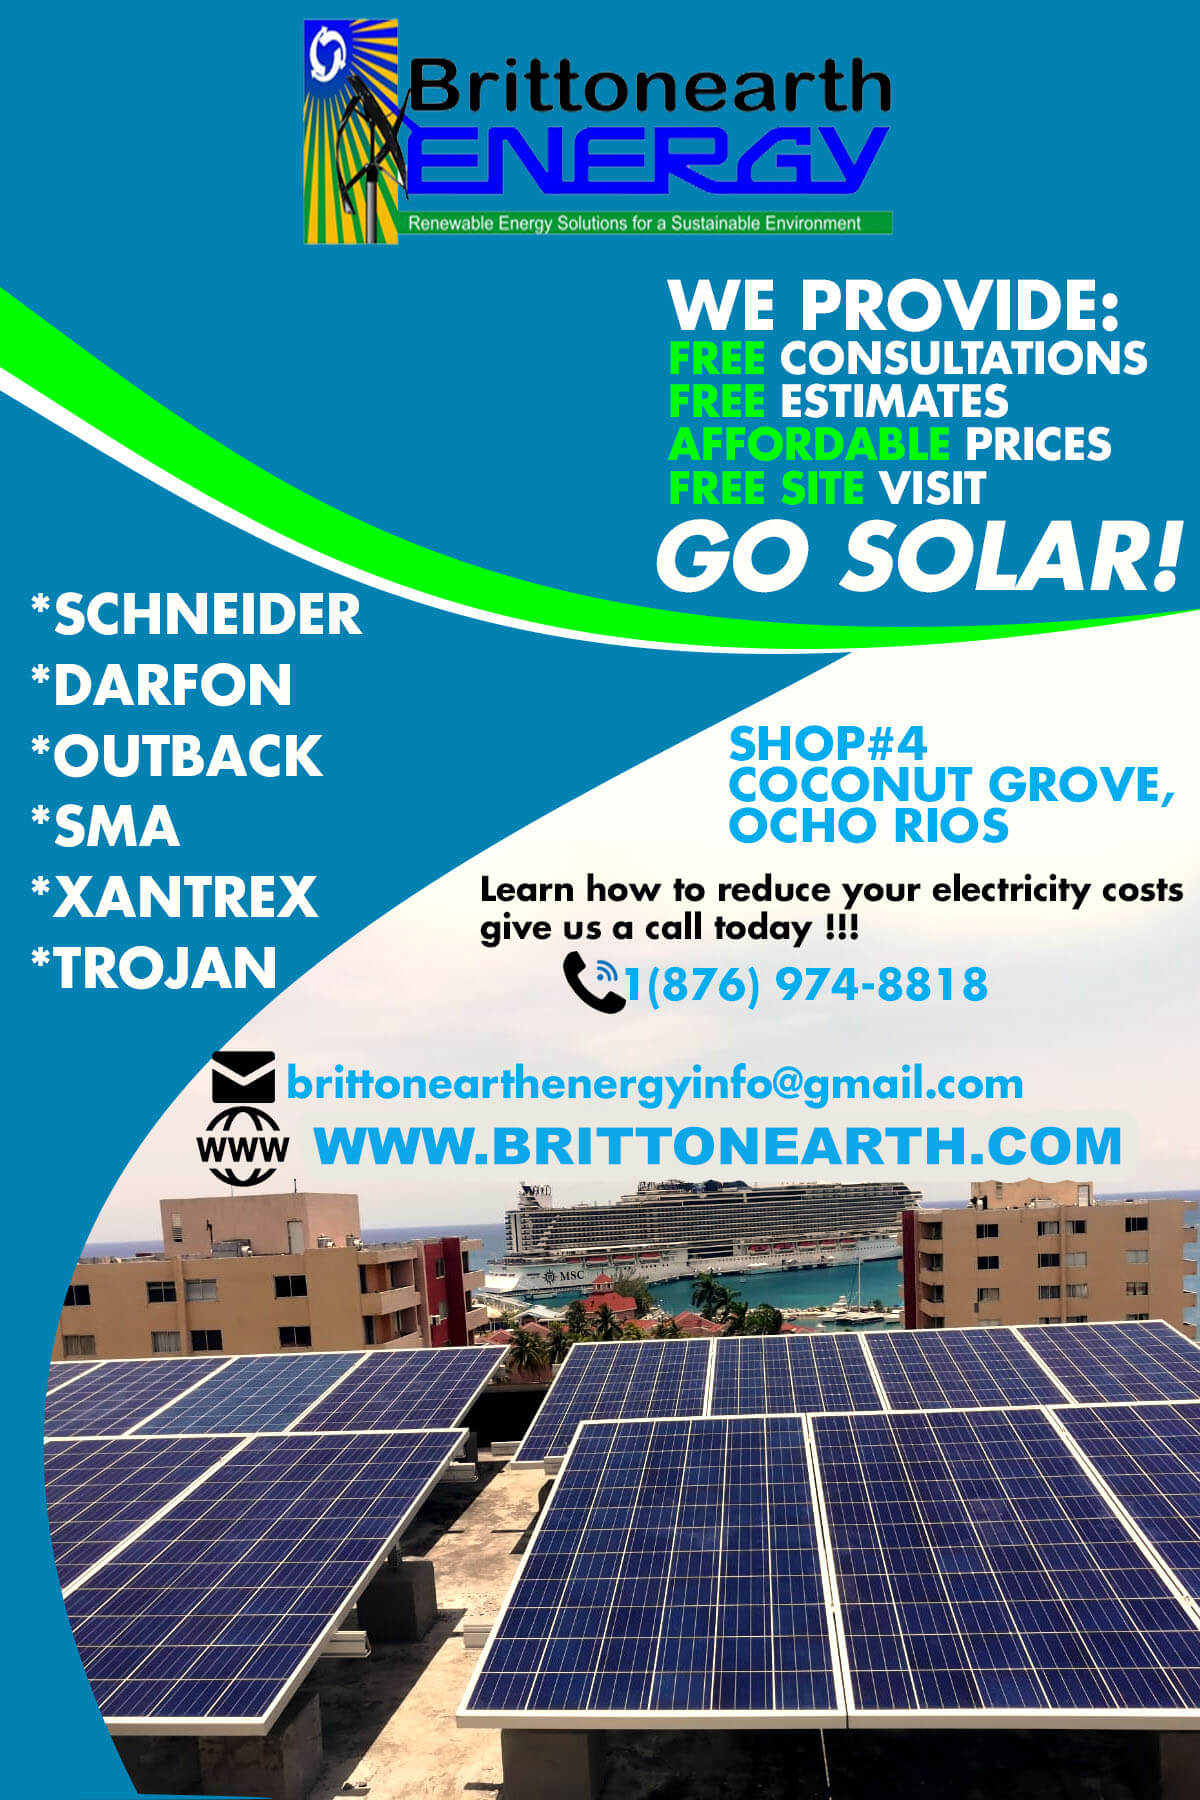 Brittonearth
ENERGY
Renewable Energy Solutions for a Sustainable Environment
WE PROVIDE:
FREE CONSULTATIONS
FREE ESTIMATES
AFFORDABLE PRICES
FREE SITE VISIT
GO SOLAR!
*SCHNEIDER
*DARFON
*OUTBACK
*SMA
*XANTREX
*TROJAN
SHOP#4
COCONUT GROVE,
OCHO RIOS
Learn how to reduce your electricity costs
give us a call today !!!
1(876) 974-8818
brittonearthenergyinfo@gmail.com
WWW WWW.BRITTONEARTH.COM
MSC